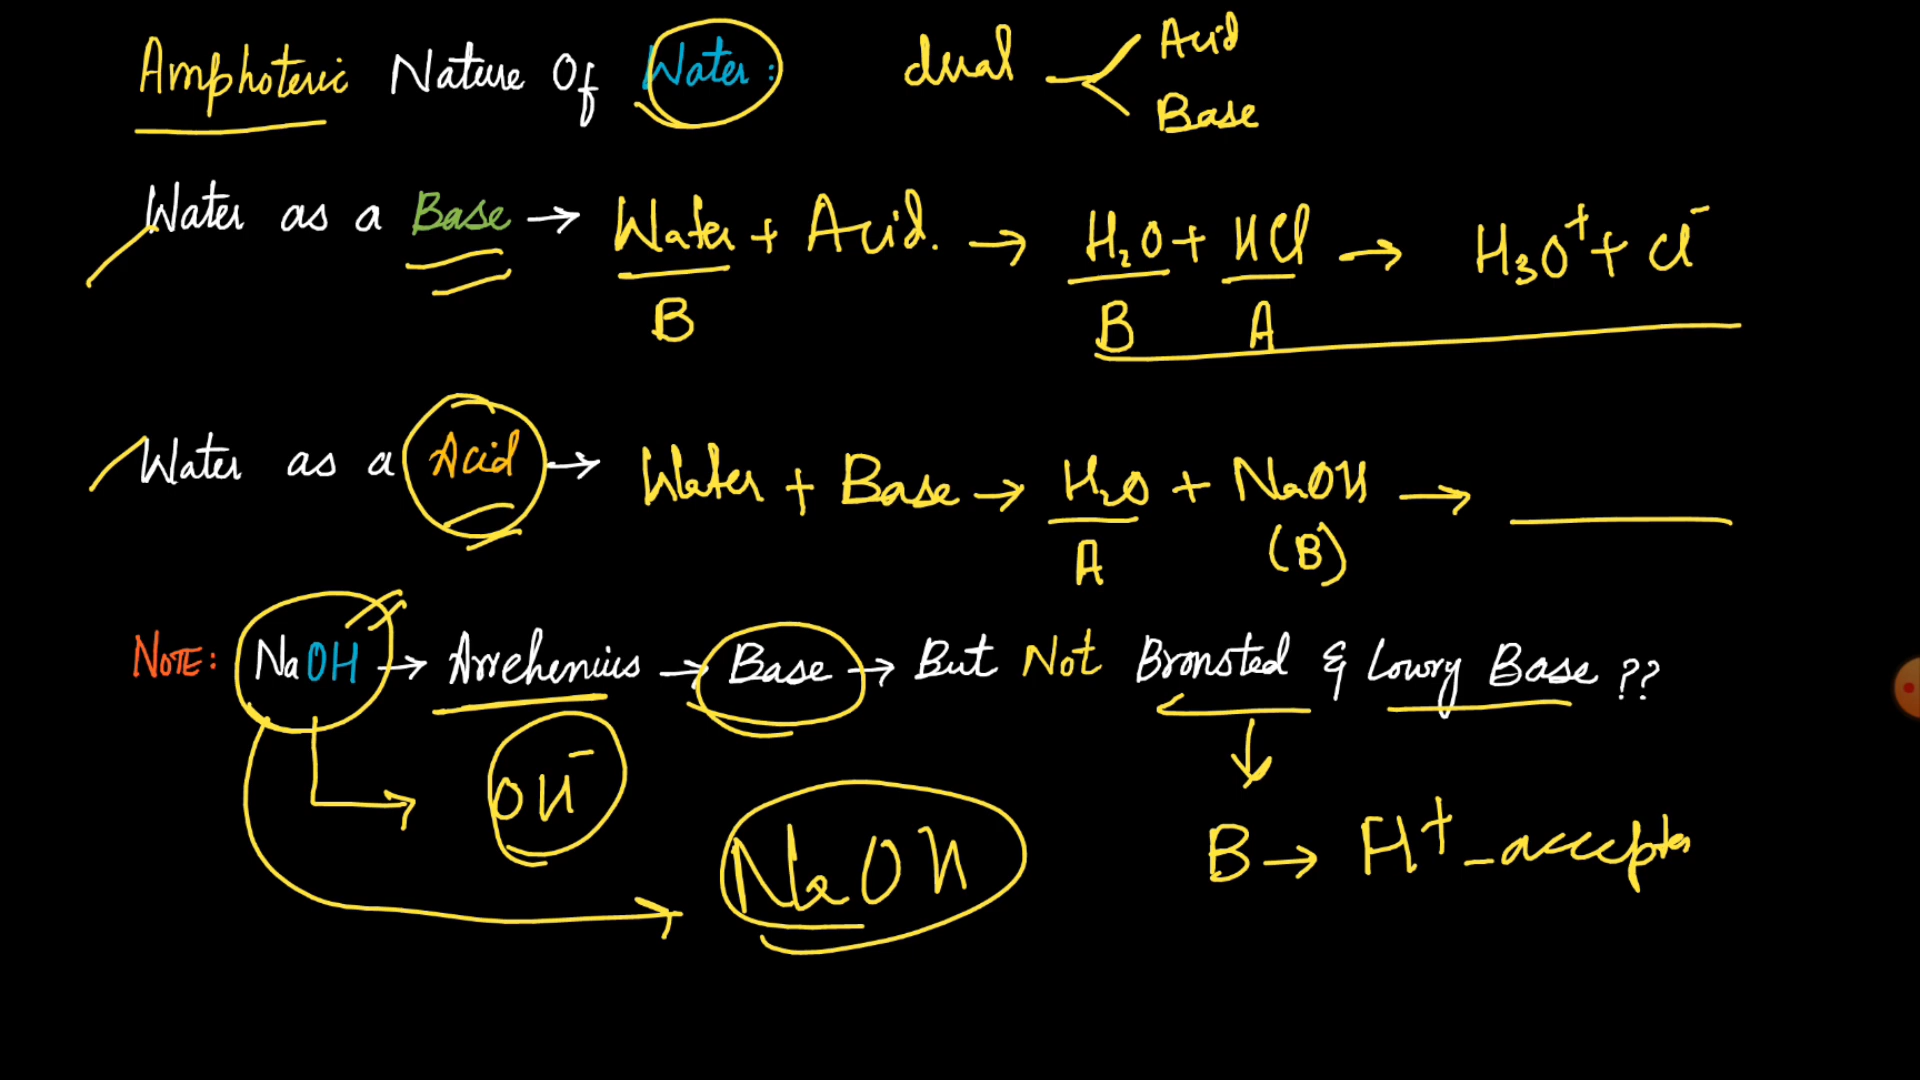 Amphoteric Nature Of Water: dual Acid
Base
Water as a Base → Water + Acid. → H₂O + HCl → H₃O⁺ + Cl⁻
B B A
Water as a Acid → Water + Base → H₂O + NaOH →
A (B)
NOTE: NaOH → Arrehenius → Base → But Not Bronsted & Lowry Base ??
OH⁻
NaOH B → H⁺ - acceptor